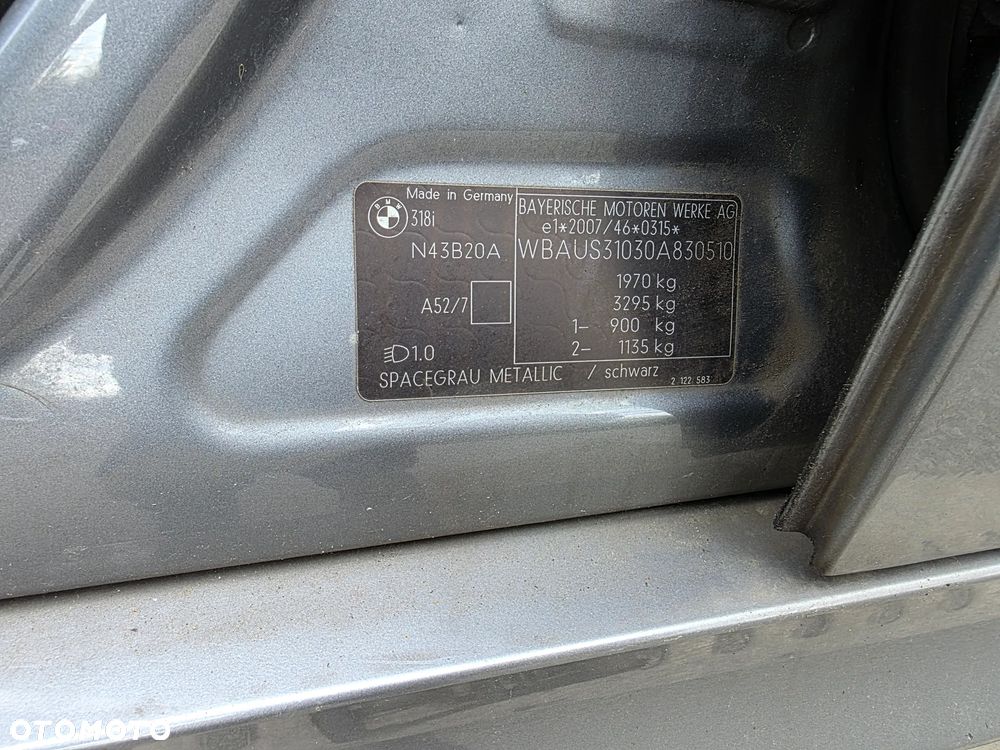 Made in Germany
BMW
318i
N43B20A
A52/7
1.0
BAYERISCHE MOTOREN WERKE AG
e1*2007/46*0315*
WBAUS31030A830510
1970 kg
3295 kg
1- 900 kg
2- 1135 kg
SPACEGRAU METALLIC / schwarz
2 122 583
OTOMOTO